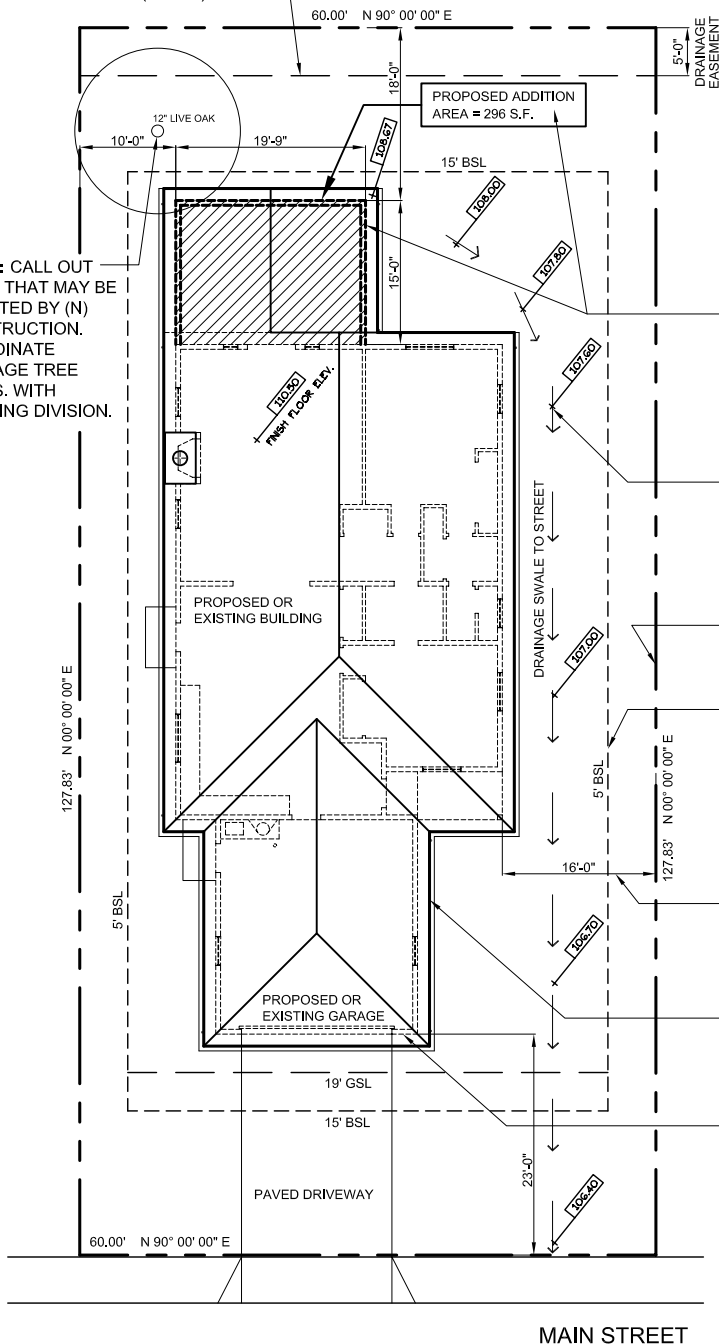 60.00' N 90° 00' 00" E
5'-0"
DRAINAGE
EASEMENT
18'-0"
PROPOSED ADDITION
AREA = 296 S.F.
12" LIVE OAK
10'-0"
19'-9"
108.67
15' BSL
108.00
15'-0"
107.80
: CALL OUT
THAT MAY BE
TED BY (N)
TRUCTION.
DINATE
AGE TREE
S. WITH
ING DIVISION.
107.60
110.50
FINISH FLOOR ELEV.
DRAINAGE SWALE TO STREET
PROPOSED OR
EXISTING BUILDING
107.00
127.83' N 00° 00' 00" E
5' BSL
127.83' N 00° 00' 00" E
16'-0"
5' BSL
106.70
PROPOSED OR
EXISTING GARAGE
19' GSL
15' BSL
23'-0"
PAVED DRIVEWAY
106.40
60.00' N 90° 00' 00" E
MAIN STREET